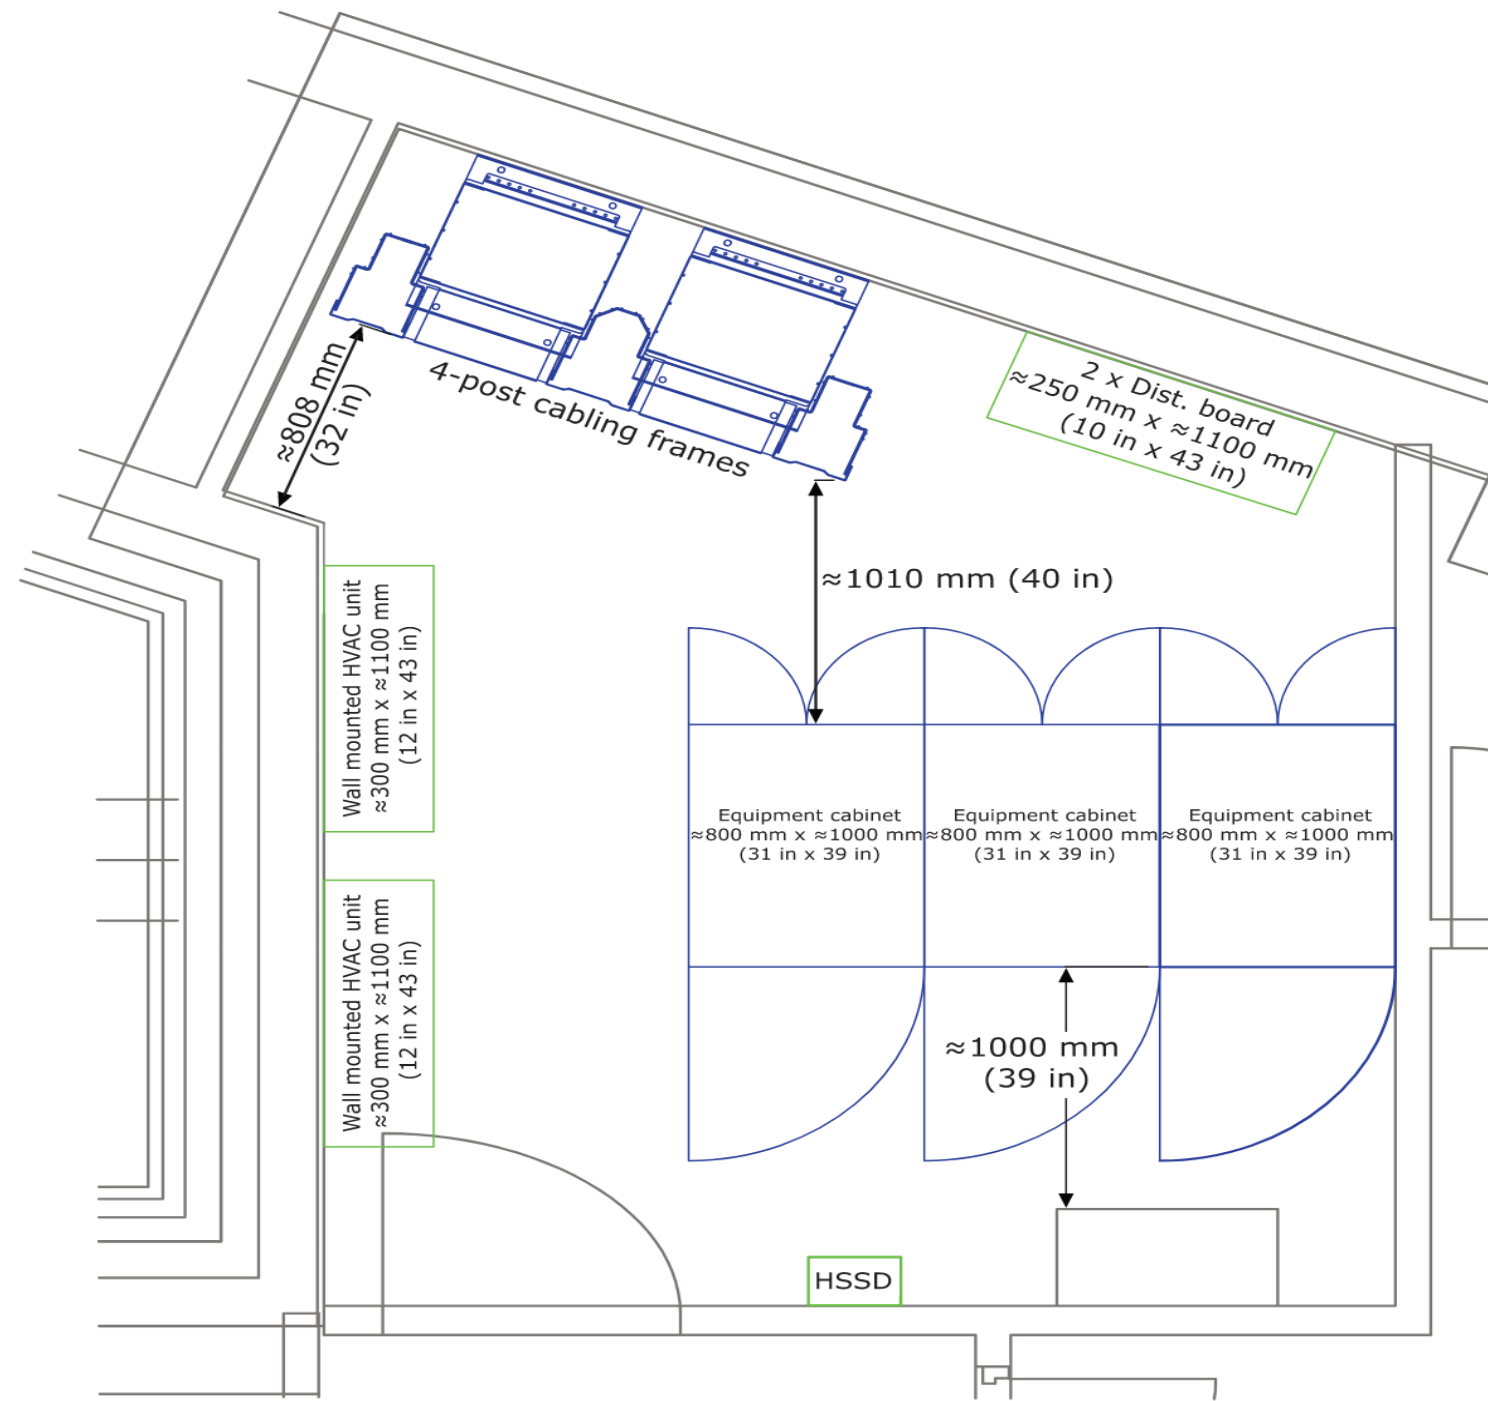 ≈808 mm
(32 in)
4-post cabling frames
2 x Dist. board
≈250 mm x ≈1100 mm
(10 in x 43 in)
≈1010 mm (40 in)
Wall mounted HVAC unit
≈300 mm x ≈1100 mm
(12 in x 43 in)
Equipment cabinet
≈800 mm x ≈1000 mm
(31 in x 39 in)
Equipment cabinet
≈800 mm x ≈1000 mm
(31 in x 39 in)
Equipment cabinet
≈800 mm x ≈1000 mm
(31 in x 39 in)
Wall mounted HVAC unit
≈300 mm x ≈1100 mm
(12 in x 43 in)
≈1000 mm
(39 in)
HSSD